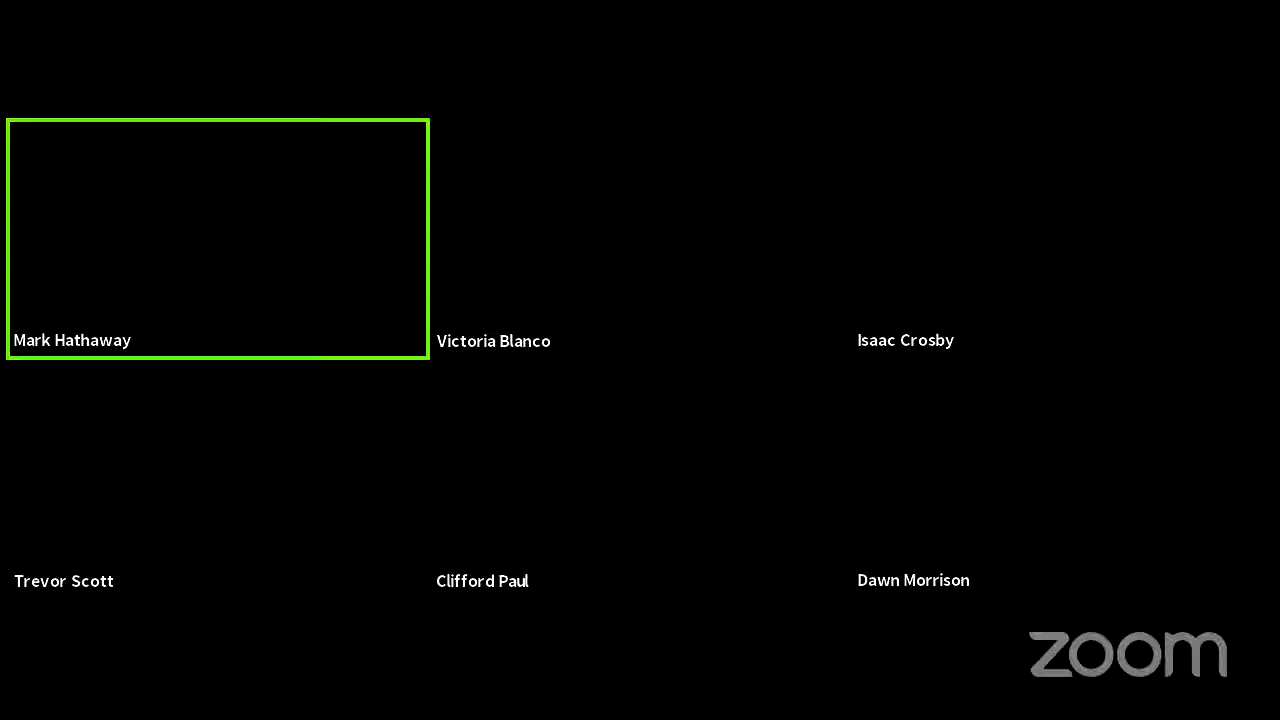 Mark Hathaway
Victoria Blanco
Isaac Crosby
Trevor Scott
Clifford Paul
Dawn Morrison
zoom